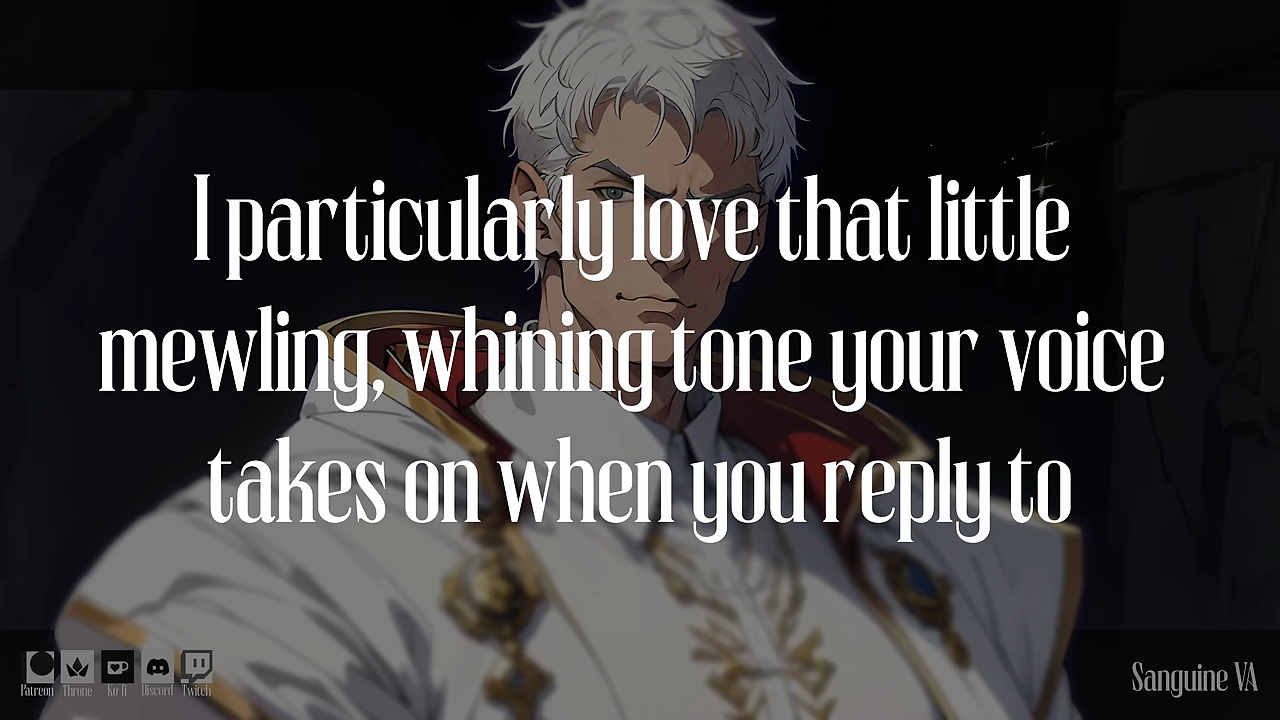 I particularly love that little
mewling, whining tone your voice
takes on when you reply to
Patreon Throne Ko fi Discord Twitch
Sanguine VA